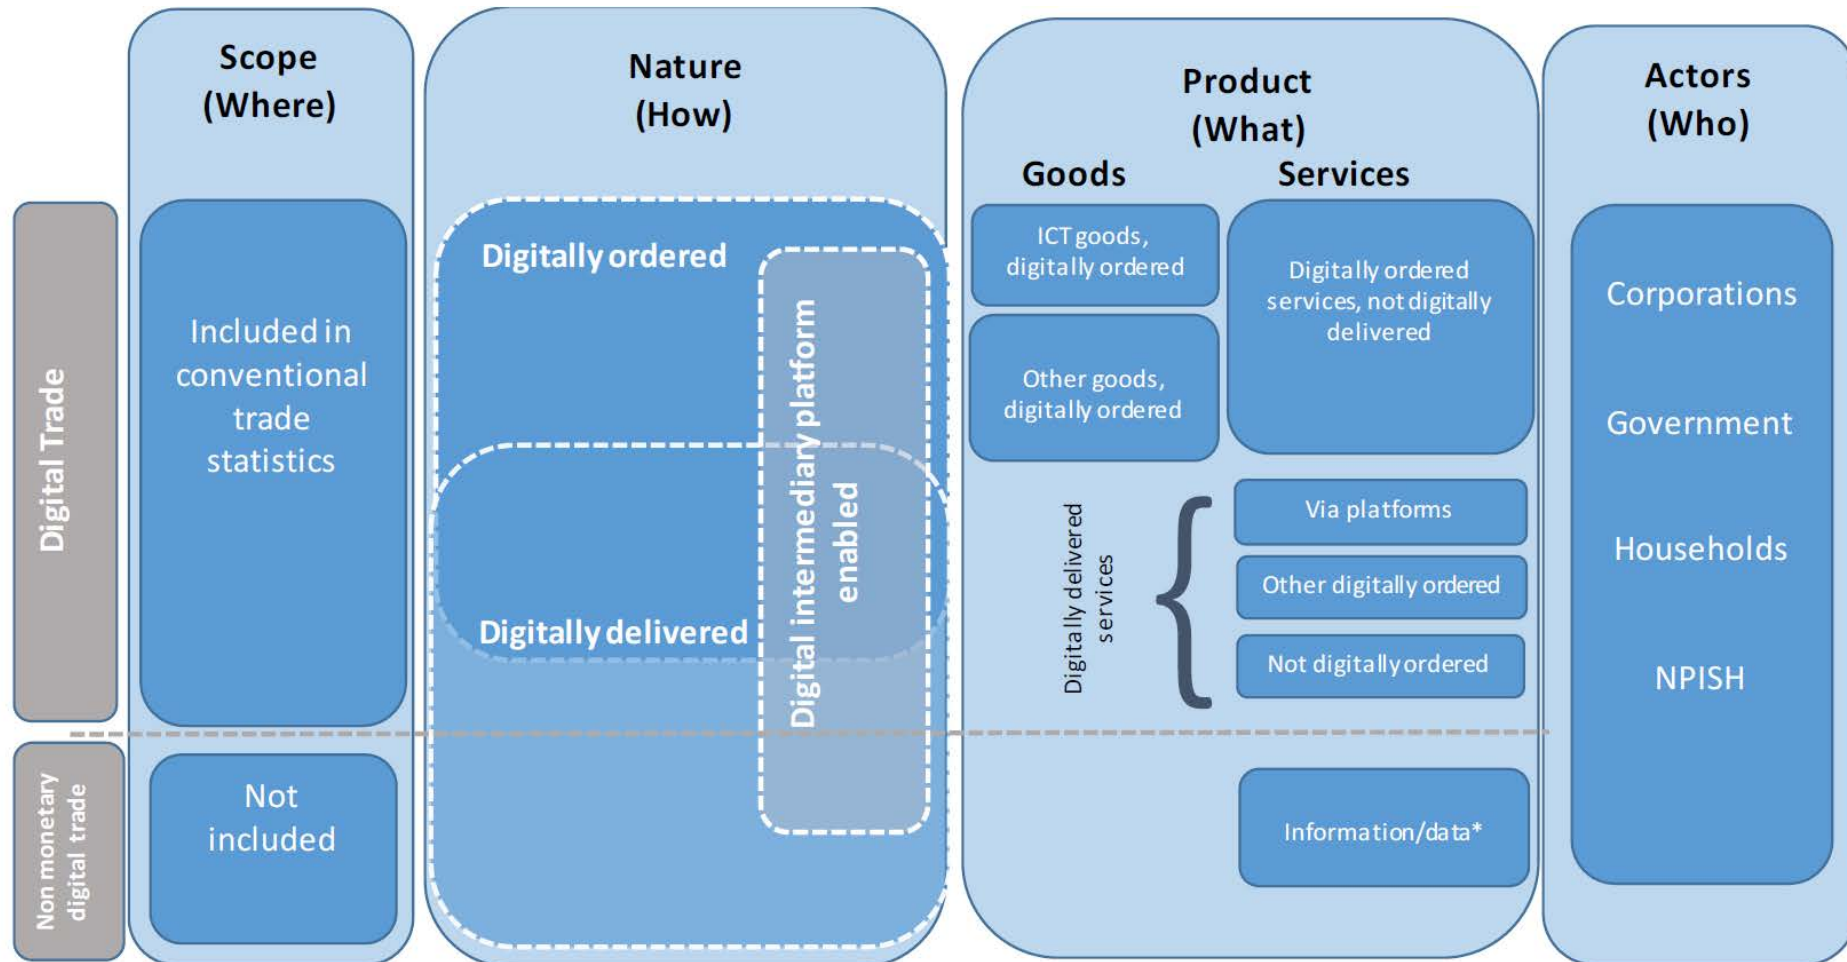 Scope
(Where)
Nature
(How)
Product
(What)
Goods
Services
Actors
(Who)
Digital Trade
Included in
conventional
trade
statistics
Digitally ordered
Digitally delivered
Digital intermediary platform
enabled
ICT goods,
digitally ordered
Other goods,
digitally ordered
Digitally ordered
services, not digitally
delivered
Digitally delivered
services
Via platforms
Other digitally ordered
Not digitally ordered
Corporations
Government
Households
NPISH
Non monetary
digital trade
Not
included
Information/data*